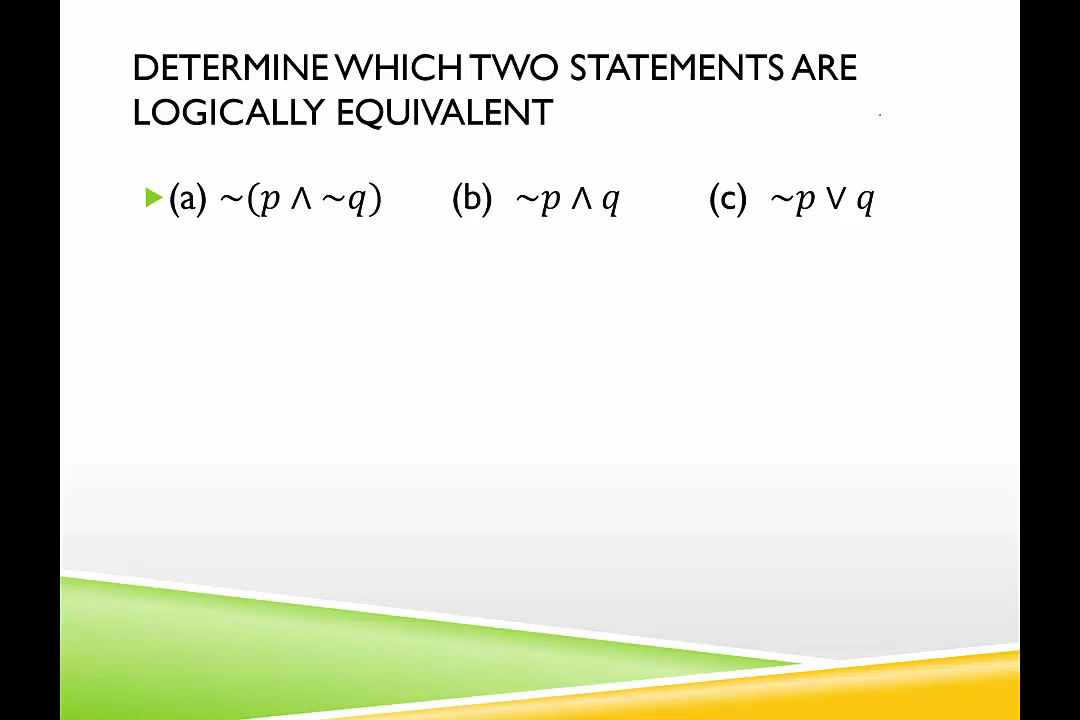 DETERMINE WHICH TWO STATEMENTS ARE
LOGICALLY EQUIVALENT
(a) ~(p ∧ ~q) (b) ~p ∧ q (c) ~p ∨ q